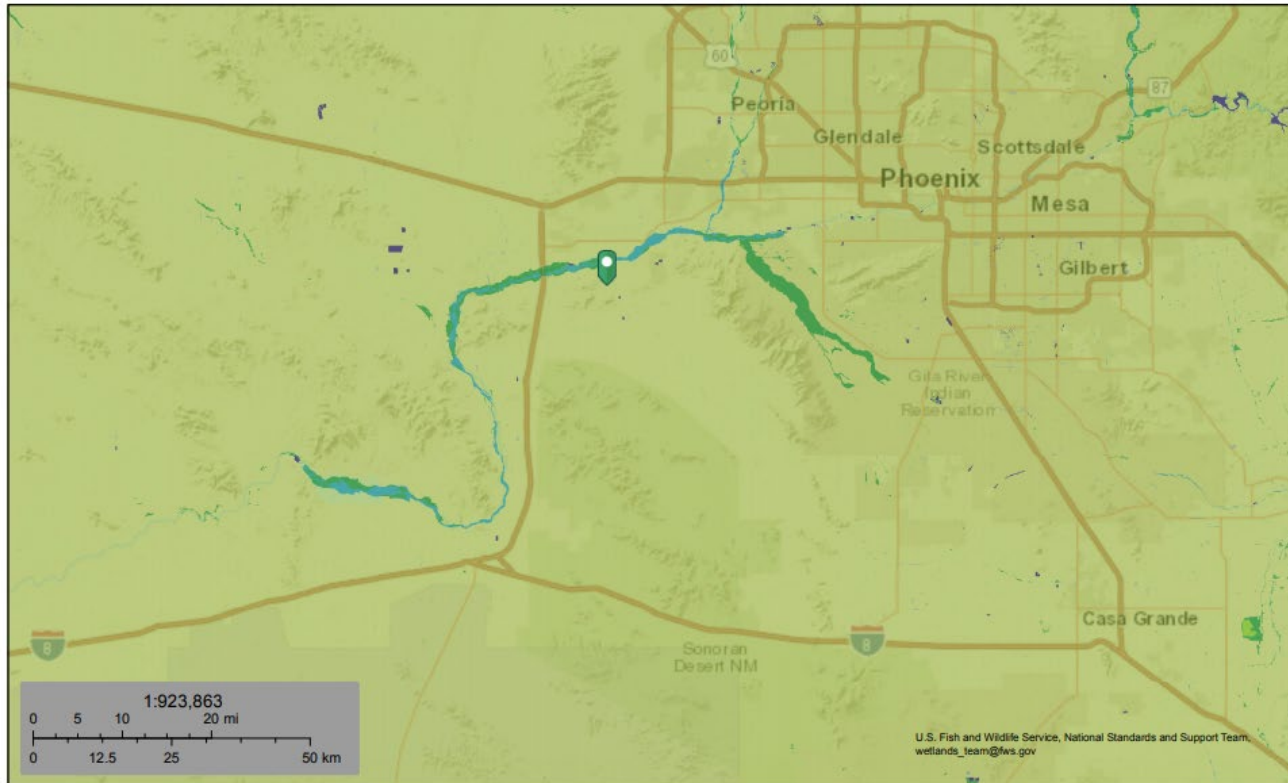 60
87
Peoria
Glendale
Scottsdale
Phoenix
Mesa
Gilbert
Gila River
Indian
Reservation
Casa Grande
8
8
Sonoran
Desert NM
1:923,863
0 5 10 20 mi
0 12.5 25 50 km
U.S. Fish and Wildlife Service, National Standards and Support Team,
wetlands_team@fws.gov